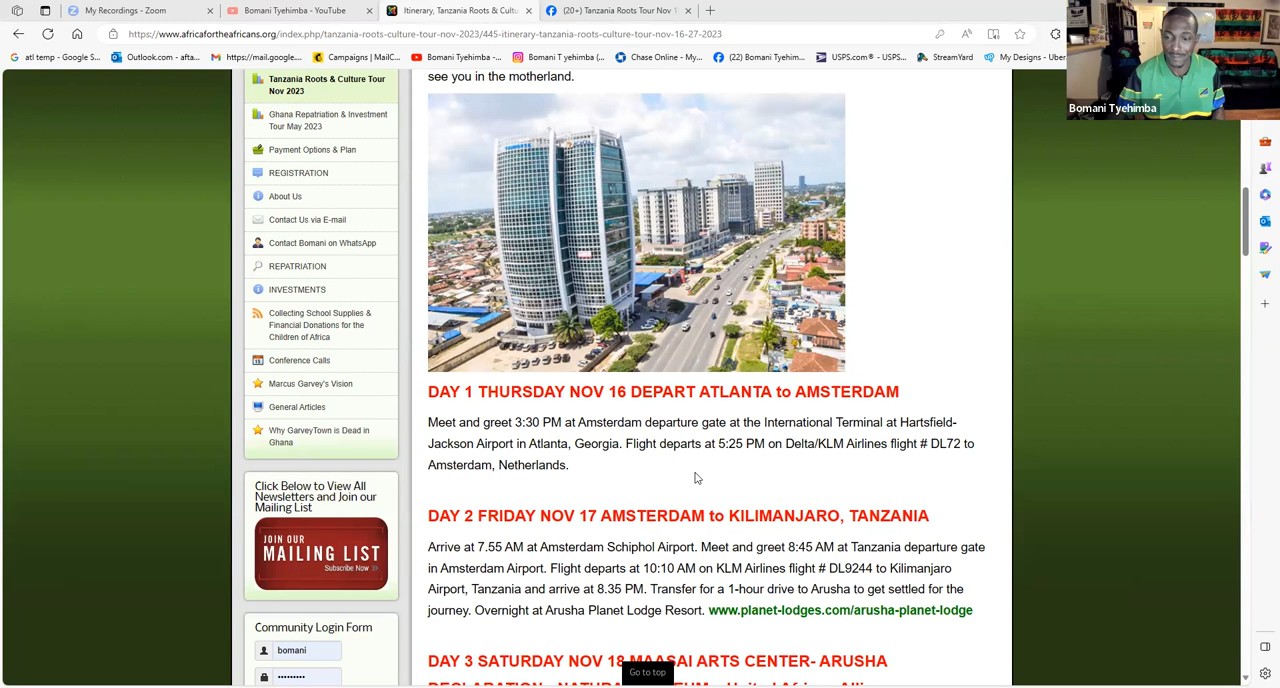 My Recordings - Zoom
Bomani Tyehimba - YouTube
Itinerary, Tanzania Roots & Cultu
(20+) Tanzania Roots Tour Nov 1
https://www.africafortheafricans.org/index.php/tanzania-roots-culture-tour-nov-2023/445-itinerary-tanzania-roots-culture-tour-nov-16-27-2023
atl temp - Google S...
Outlook.com - afta...
https://mail.google...
Campaigns | MailC...
Bomani Tyehimba -...
Bomani T yehimba (...
Chase Online - My...
(22) Bomani Tyehim...
USPS.com® - USPS...
StreamYard
My Designs - Uber
Bomani Tyehimba
Tanzania Roots & Culture Tour
Nov 2023
Ghana Repatriation & Investment
Tour May 2023
Payment Options & Plan
REGISTRATION
About Us
Contact Us via E-mail
Contact Bomani on WhatsApp
REPATRIATION
INVESTMENTS
Collecting School Supplies &
Financial Donations for the
Children of Africa
Conference Calls
Marcus Garvey's Vision
General Articles
Why GarveyTown is Dead in
Ghana
Click Below to View All
Newsletters and Join our
Mailing List
JOIN OUR
MAILING LIST
Subscribe Now
Community Login Form
bomani
•••••••••
see you in the motherland.
DAY 1 THURSDAY NOV 16 DEPART ATLANTA to AMSTERDAM
Meet and greet 3:30 PM at Amsterdam departure gate at the International Terminal at Hartsfield-
Jackson Airport in Atlanta, Georgia. Flight departs at 5:25 PM on Delta/KLM Airlines flight # DL72 to
Amsterdam, Netherlands.
DAY 2 FRIDAY NOV 17 AMSTERDAM to KILIMANJARO, TANZANIA
Arrive at 7.55 AM at Amsterdam Schiphol Airport. Meet and greet 8:45 AM at Tanzania departure gate
in Amsterdam Airport. Flight departs at 10:10 AM on KLM Airlines flight # DL9244 to Kilimanjaro
Airport, Tanzania and arrive at 8.35 PM. Transfer for a 1-hour drive to Arusha to get settled for the
journey. Overnight at Arusha Planet Lodge Resort. www.planet-lodges.com/arusha-planet-lodge
DAY 3 SATURDAY NOV 18 MAASAI ARTS CENTER- ARUSHA
Go to top